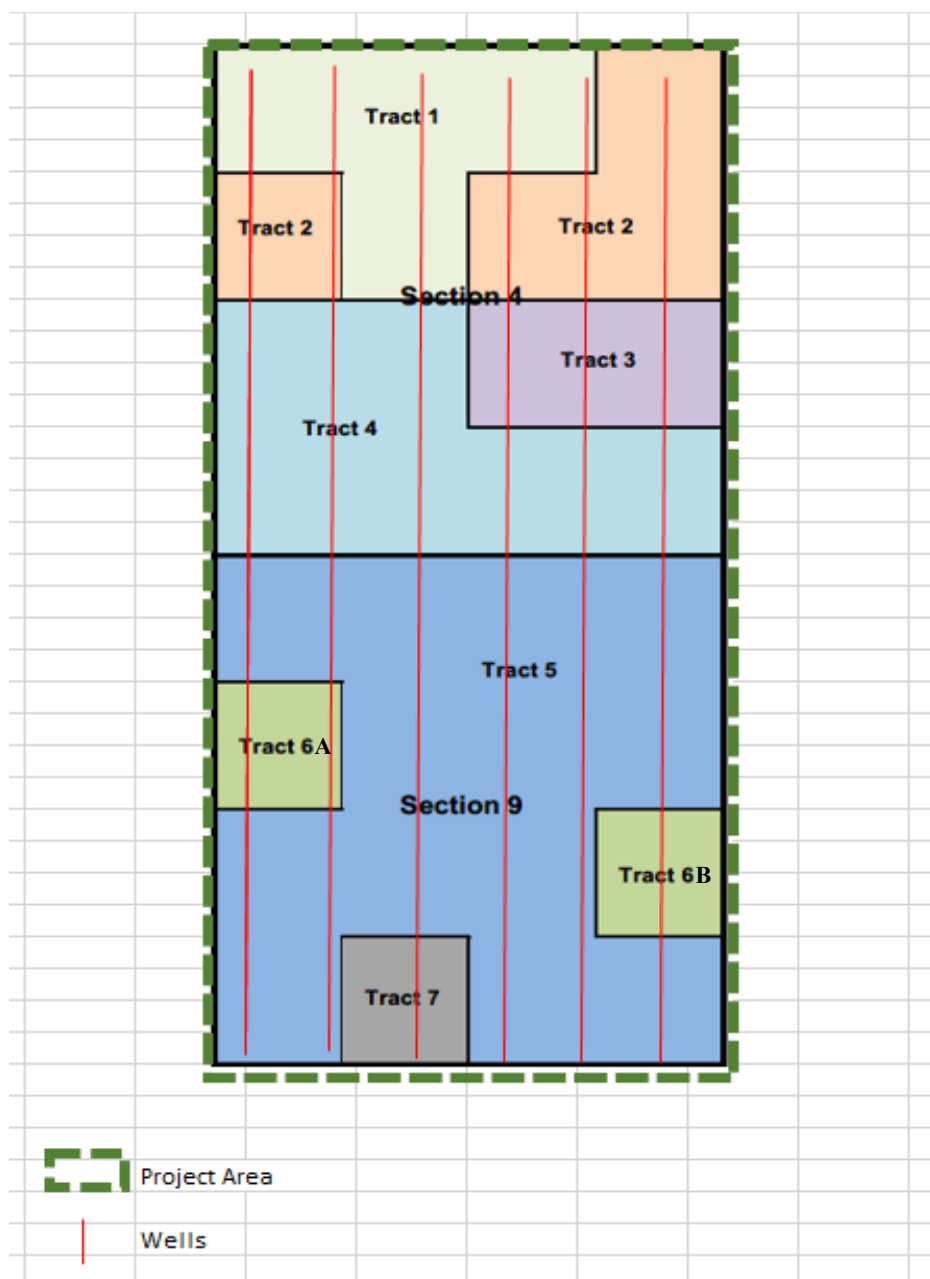 Tract 1
Tract 2
Tract 2
Section 4
Tract 3
Tract 4
Tract 5
Tract 6A
Section 9
Tract 6B
Tract 7
Project Area
Wells